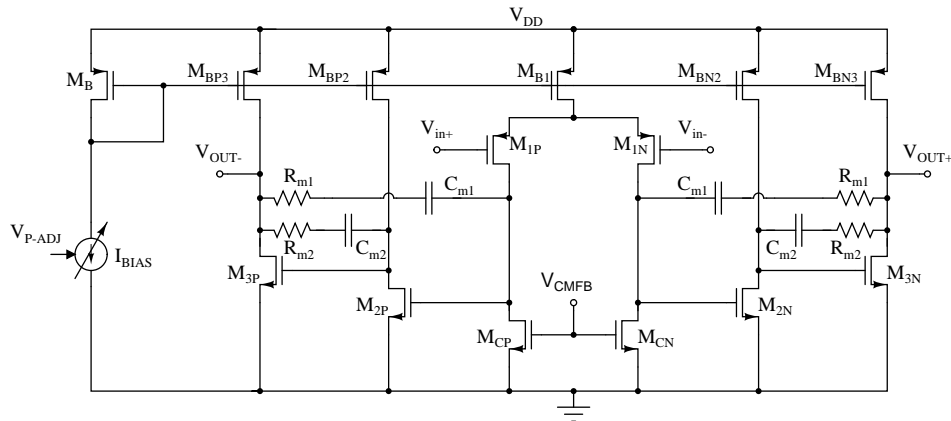 V_DD
M_B
M_BP3
M_BP2
M_B1
M_BN2
M_BN3
V_in+
M_1P
M_1N
V_in-
V_OUT-
R_m1
C_m1
C_m1
R_m1
V_OUT+
V_P-ADJ
I_BIAS
R_m2
C_m2
C_m2
R_m2
M_3P
M_2P
V_CMFB
M_2N
M_3N
M_CP
M_CN